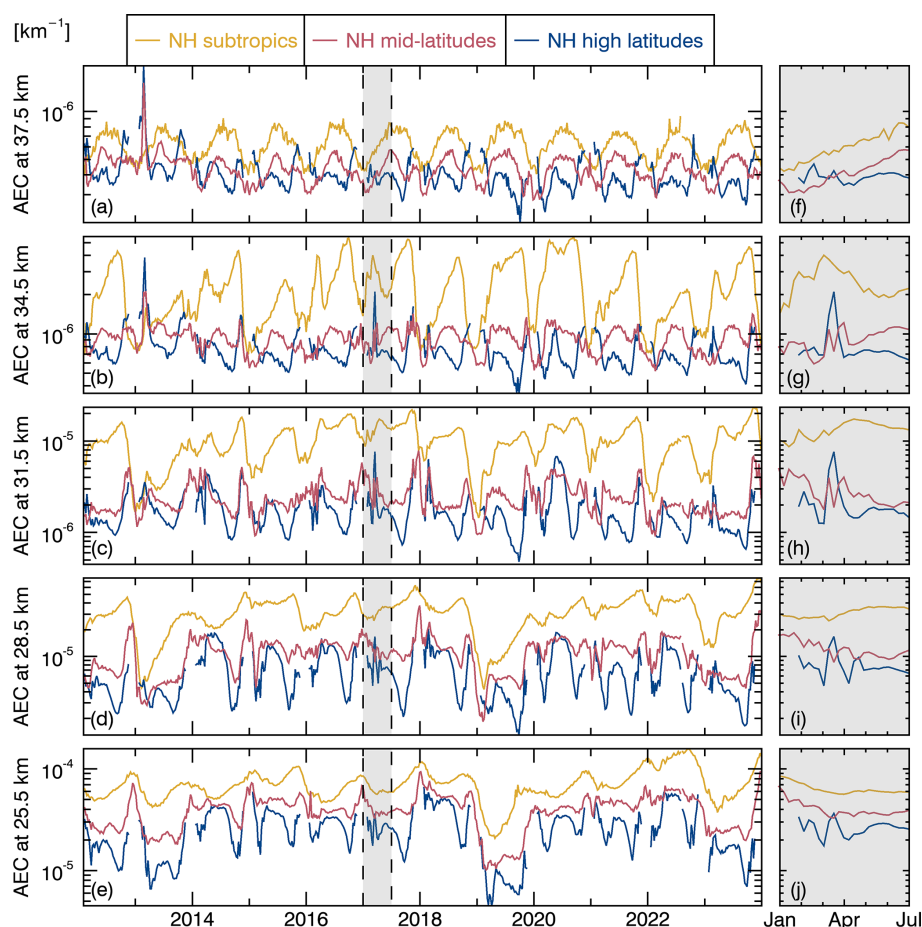 [km⁻¹]
NH subtropics NH mid-latitudes NH high latitudes
AEC at 37.5 km
10⁻⁶
(a)
(f)
AEC at 34.5 km
10⁻⁶
(b)
(g)
AEC at 31.5 km
10⁻⁵
10⁻⁶
(c)
(h)
AEC at 28.5 km
10⁻⁵
(d)
(i)
AEC at 25.5 km
10⁻⁴
10⁻⁵
(e)
(j)
2014 2016 2018 2020 2022
Jan Apr Jul